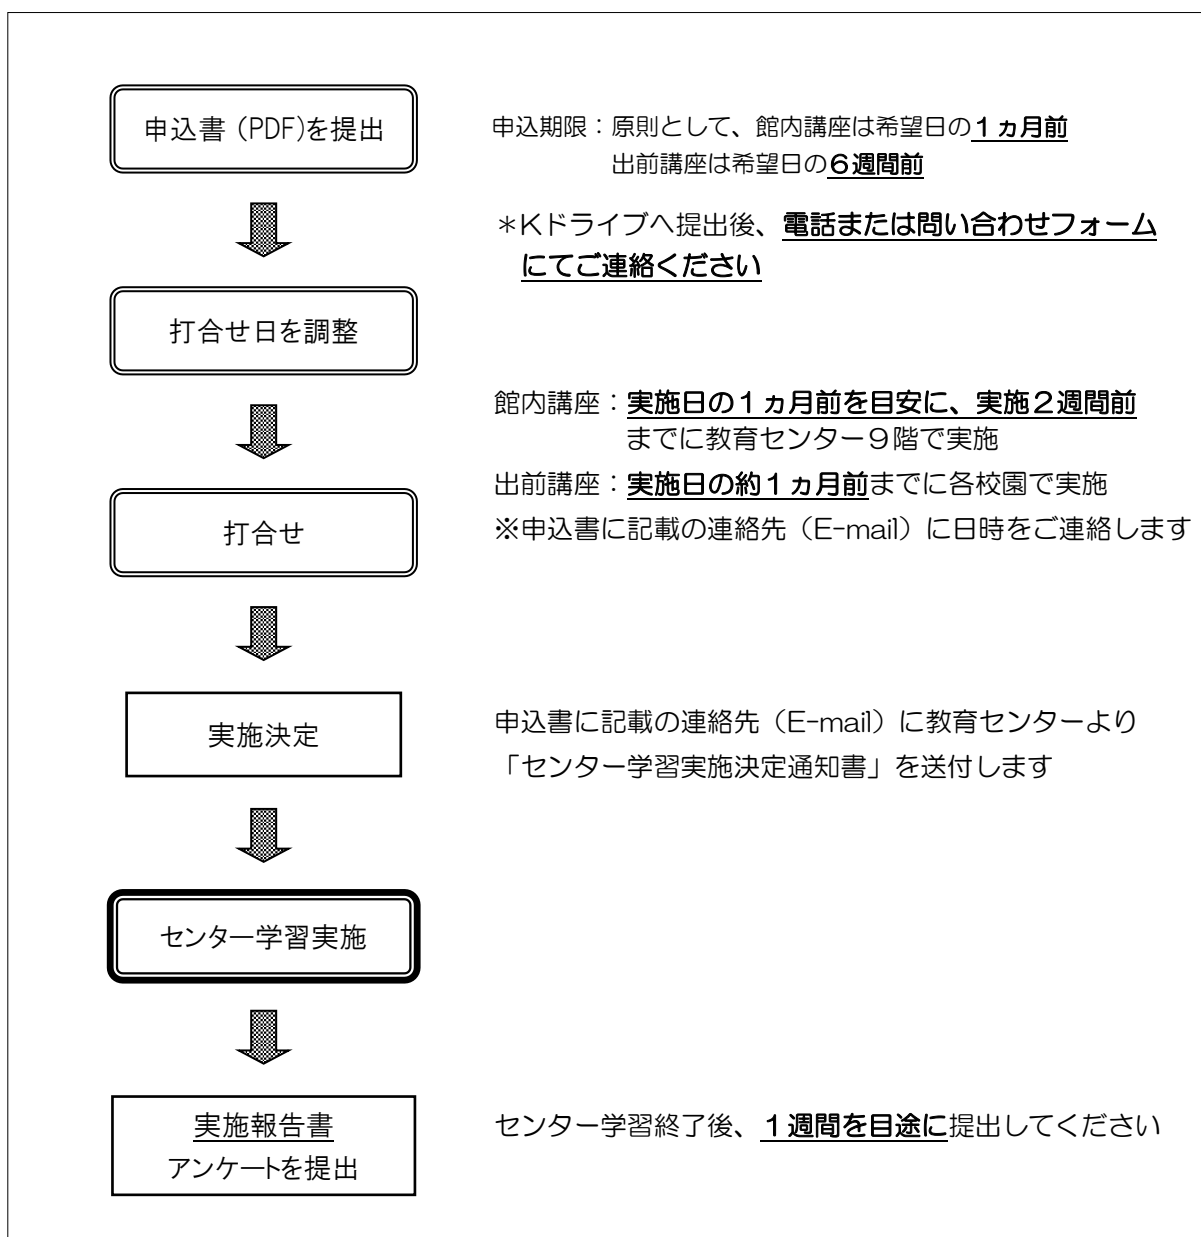 申込書 (PDF)を提出
申込期限：原則として、館内講座は希望日の１ヵ月前
出前講座は希望日の６週間前
＊Kドライブへ提出後、電話または問い合わせフォーム
にてご連絡ください
打合せ日を調整
館内講座：実施日の１ヵ月前を目安に、実施２週間前
までに教育センター９階で実施
出前講座：実施日の約１ヵ月前までに各校園で実施
※申込書に記載の連絡先（E-mail）に日時をご連絡します
打合せ
実施決定
申込書に記載の連絡先（E-mail）に教育センターより
「センター学習実施決定通知書」を送付します
センター学習実施
実施報告書
アンケートを提出
センター学習終了後、１週間を目途に提出してください